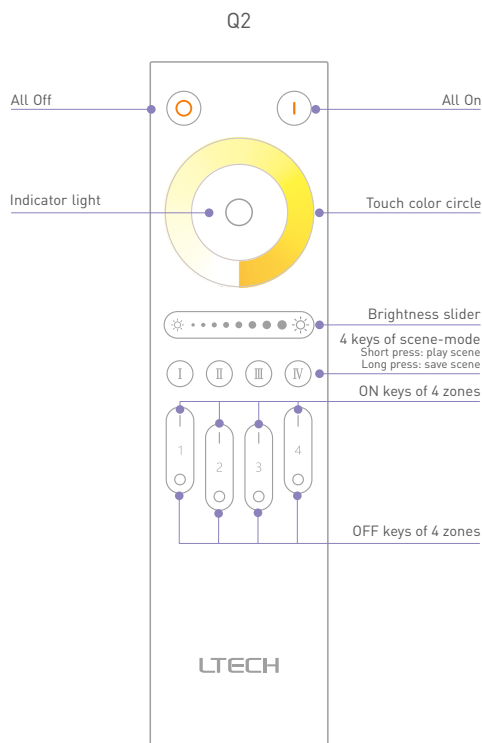 Q2
All Off
All On
Indicator light
Touch color circle
Brightness slider
4 keys of scene-mode
Short press: play scene
Long press: save scene
I II III IV
ON keys of 4 zones
1 2 3 4
OFF keys of 4 zones
LTECH